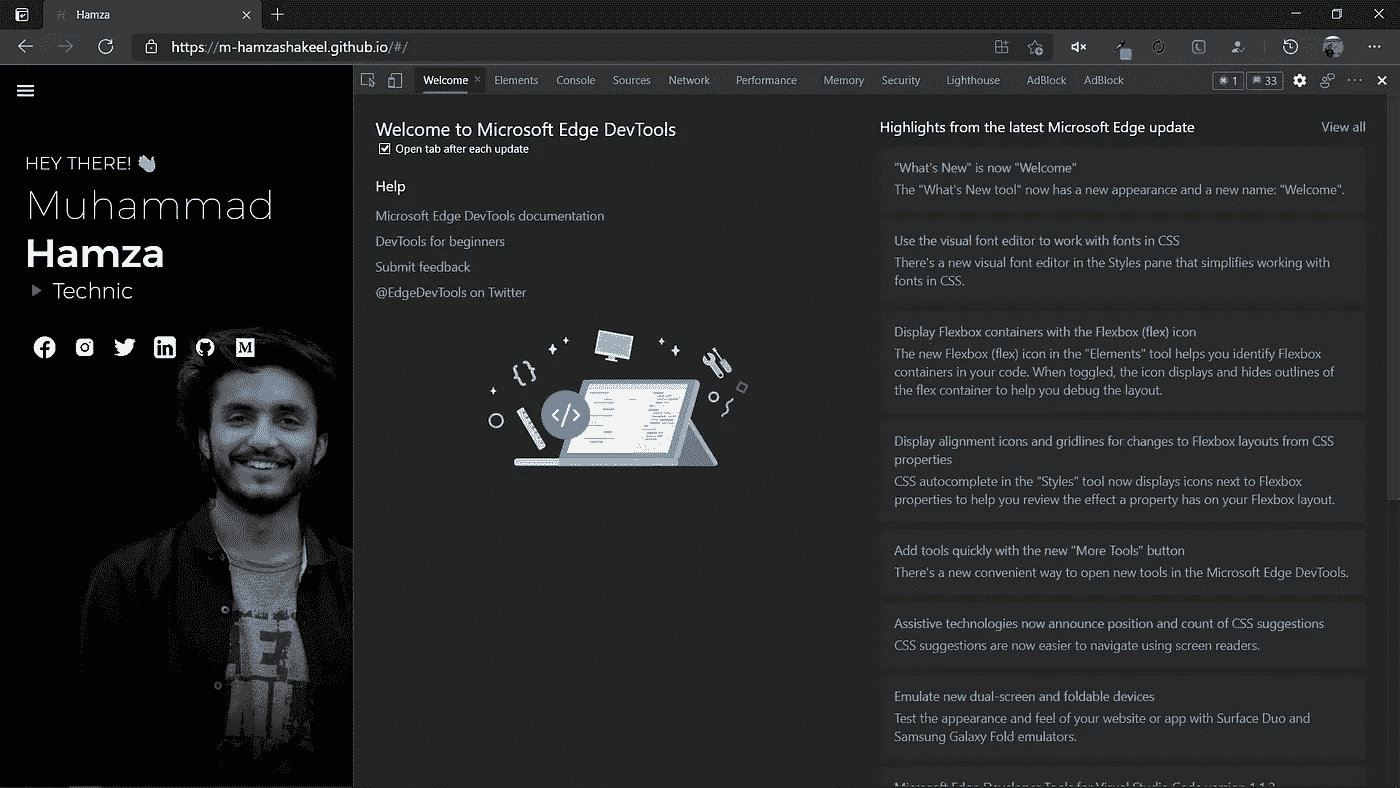 Hamza
https://m-hamzashakeel.github.io/#/
Welcome
Elements
Console
Sources
Network
Performance
Memory
Security
Lighthouse
AdBlock
AdBlock
1
33
HEY THERE! 👋
Muhammad
Hamza
Technic
M
Welcome to Microsoft Edge DevTools
Open tab after each update
Help
Microsoft Edge DevTools documentation
DevTools for beginners
Submit feedback
@EdgeDevTools on Twitter
{}
</>
Highlights from the latest Microsoft Edge update
View all
"What's New" is now "Welcome"
The "What's New tool" now has a new appearance and a new name: "Welcome".
Use the visual font editor to work with fonts in CSS
There's a new visual font editor in the Styles pane that simplifies working with
fonts in CSS.
Display Flexbox containers with the Flexbox (flex) icon
The new Flexbox (flex) icon in the "Elements" tool helps you identify Flexbox
containers in your code. When toggled, the icon displays and hides outlines of
the flex container to help you debug the layout.
Display alignment icons and gridlines for changes to Flexbox layouts from CSS
properties
CSS autocomplete in the "Styles" tool now displays icons next to Flexbox
properties to help you review the effect a property has on your Flexbox layout.
Add tools quickly with the new "More Tools" button
There's a new convenient way to open new tools in the Microsoft Edge DevTools.
Assistive technologies now announce position and count of CSS suggestions
CSS suggestions are now easier to navigate using screen readers.
Emulate new dual-screen and foldable devices
Test the appearance and feel of your website or app with Surface Duo and
Samsung Galaxy Fold emulators.
Microsoft Edge Developer Tools for Visual Studio Code version 1.1.2